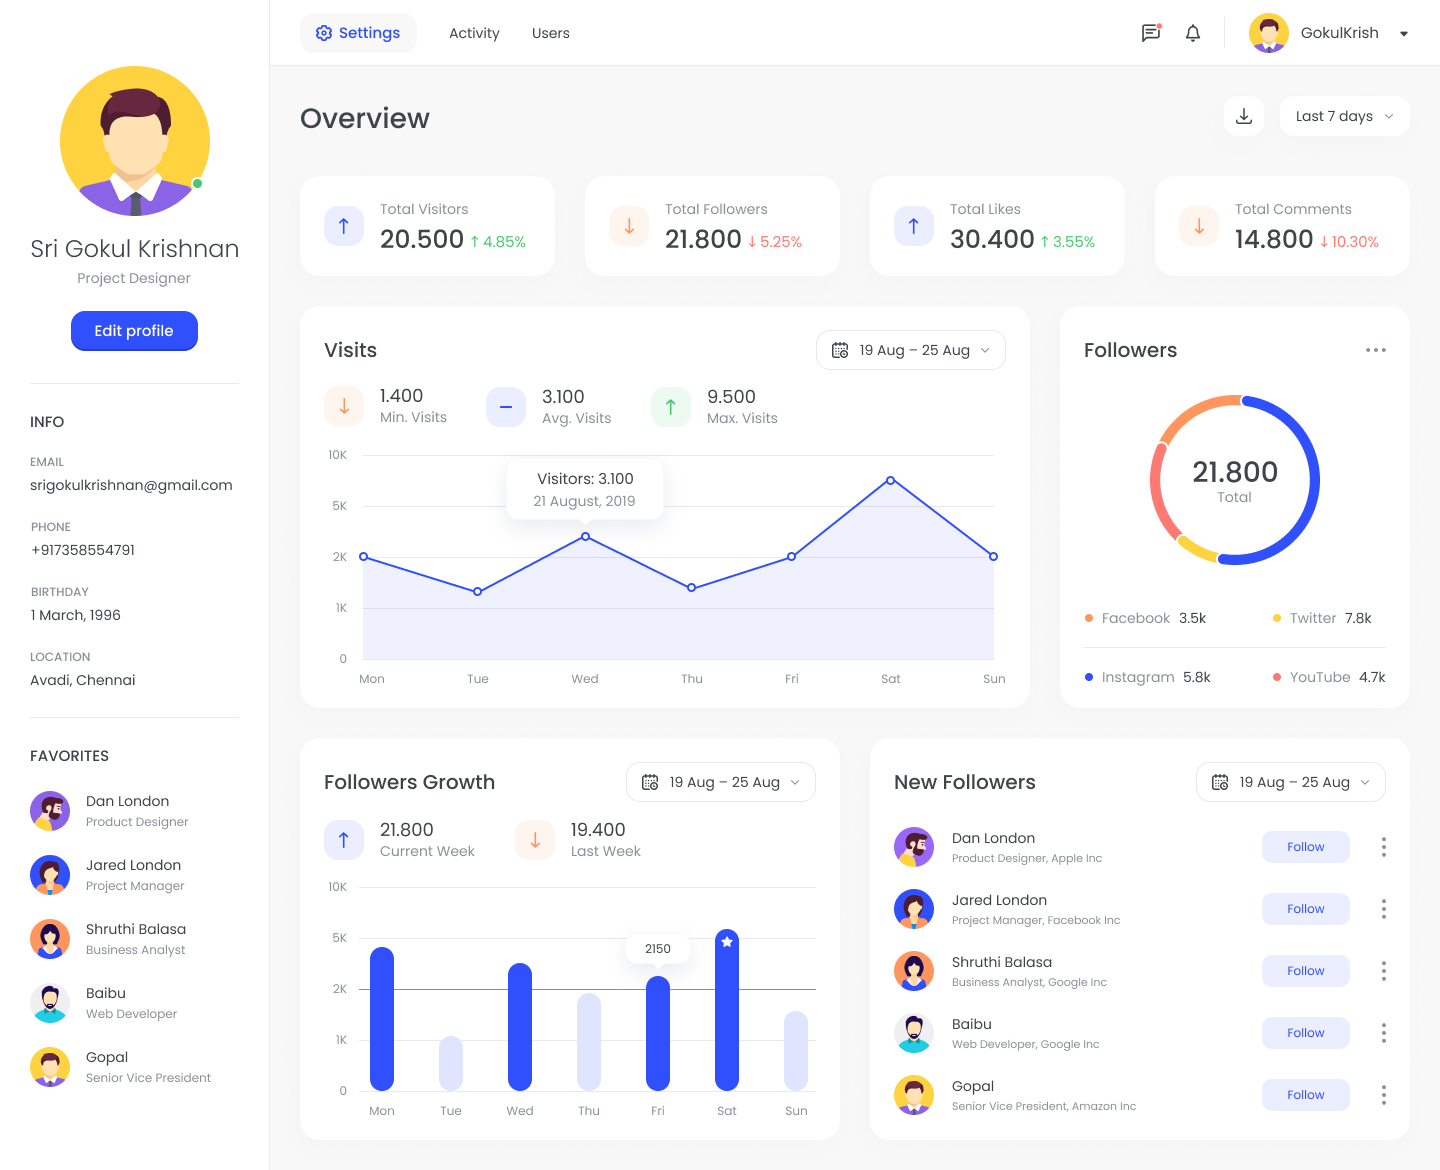 Settings
Activity
Users
GokulKrish
Sri Gokul Krishnan
Project Designer
Edit profile
INFO
EMAIL
srigokulkrishnan@gmail.com
PHONE
+917358554791
BIRTHDAY
1 March, 1996
LOCATION
Avadi, Chennai
FAVORITES
Dan London
Product Designer
Jared London
Project Manager
Shruthi Balasa
Business Analyst
Baibu
Web Developer
Gopal
Senior Vice President
Overview
Last 7 days
Total Visitors
20.500 ↑ 4.85%
Total Followers
21.800 ↓ 5.25%
Total Likes
30.400 ↑ 3.55%
Total Comments
14.800 ↓ 10.30%
Visits
19 Aug – 25 Aug
1.400
Min. Visits
3.100
Avg. Visits
9.500
Max. Visits
10K
5K
2K
1K
0
Visitors: 3.100
21 August, 2019
Mon
Tue
Wed
Thu
Fri
Sat
Sun
Followers
21.800
Total
Facebook 3.5k
Twitter 7.8k
Instagram 5.8k
YouTube 4.7k
Followers Growth
19 Aug – 25 Aug
21.800
Current Week
19.400
Last Week
10K
5K
2K
1K
0
2150
Mon
Tue
Wed
Thu
Fri
Sat
Sun
New Followers
19 Aug – 25 Aug
Dan London
Product Designer, Apple Inc
Follow
Jared London
Project Manager, Facebook Inc
Follow
Shruthi Balasa
Business Analyst, Google Inc
Follow
Baibu
Web Developer, Google Inc
Follow
Gopal
Senior Vice President, Amazon Inc
Follow